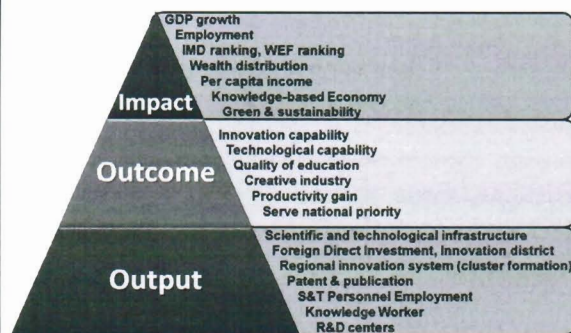 GDP growth
Employment
IMD ranking, WEF ranking
Wealth distribution
Per capita income
Knowledge-based Economy
Green & sustainability
Impact
Innovation capability
Technological capability
Quality of education
Creative industry
Productivity gain
Serve national priority
Outcome
Scientific and technological infrastructure
Foreign Direct Investment, Innovation district
Regional innovation system (cluster formation)
Patent & publication
S&T Personnel Employment
Knowledge Worker
R&D centers
Output